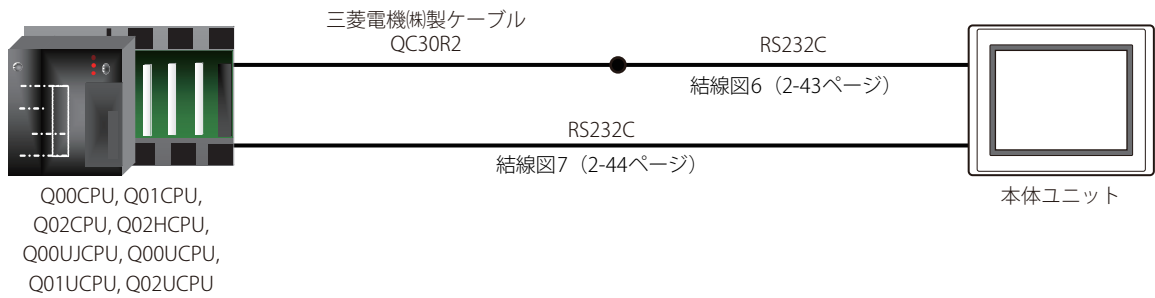 三菱電機㈱製ケーブル
QC30R2
RS232C
結線図6（2-43ページ）
RS232C
結線図7（2-44ページ）
本体ユニット
Q00CPU, Q01CPU,
Q02CPU, Q02HCPU,
Q00UJCPU, Q00UCPU,
Q01UCPU, Q02UCPU